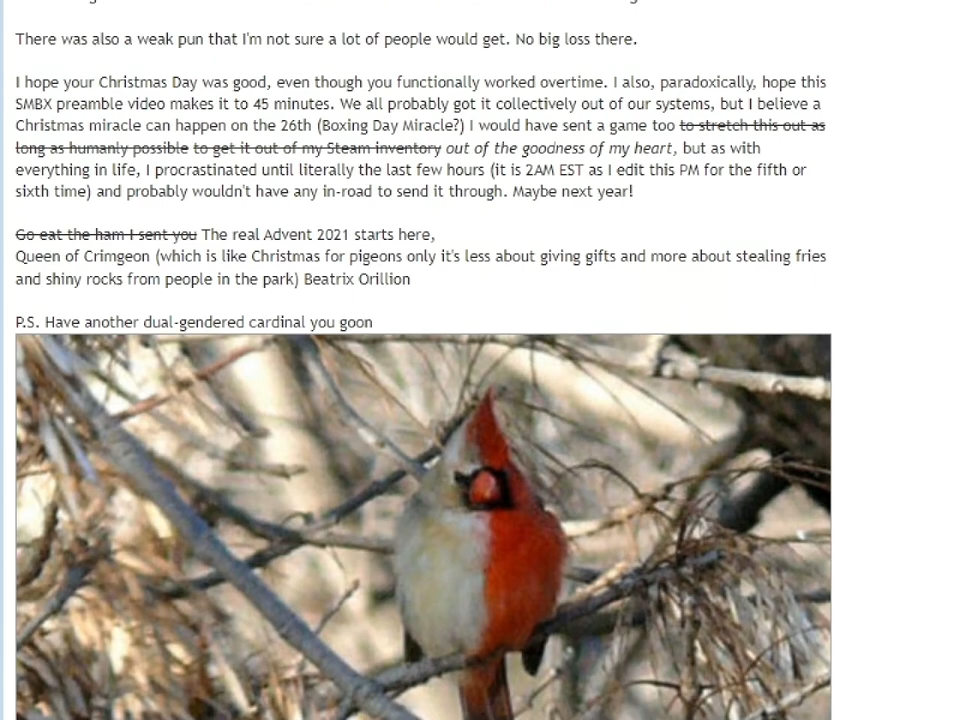 There was also a weak pun that I'm not sure a lot of people would get. No big loss there.
I hope your Christmas Day was good, even though you functionally worked overtime. I also, paradoxically, hope this
SMBX preamble video makes it to 45 minutes. We all probably got it collectively out of our systems, but I believe a
Christmas miracle can happen on the 26th (Boxing Day Miracle?) I would have sent a game too to stretch this out as
long as humanly possible to get it out of my Steam inventory out of the goodness of my heart, but as with
everything in life, I procrastinated until literally the last few hours (it is 2AM EST as I edit this PM for the fifth or
sixth time) and probably wouldn't have any in-road to send it through. Maybe next year!
Go eat the ham I sent you The real Advent 2021 starts here,
Queen of Crimgeon (which is like Christmas for pigeons only it's less about giving gifts and more about stealing fries
and shiny rocks from people in the park) Beatrix Orillion
P.S. Have another dual-gendered cardinal you goon